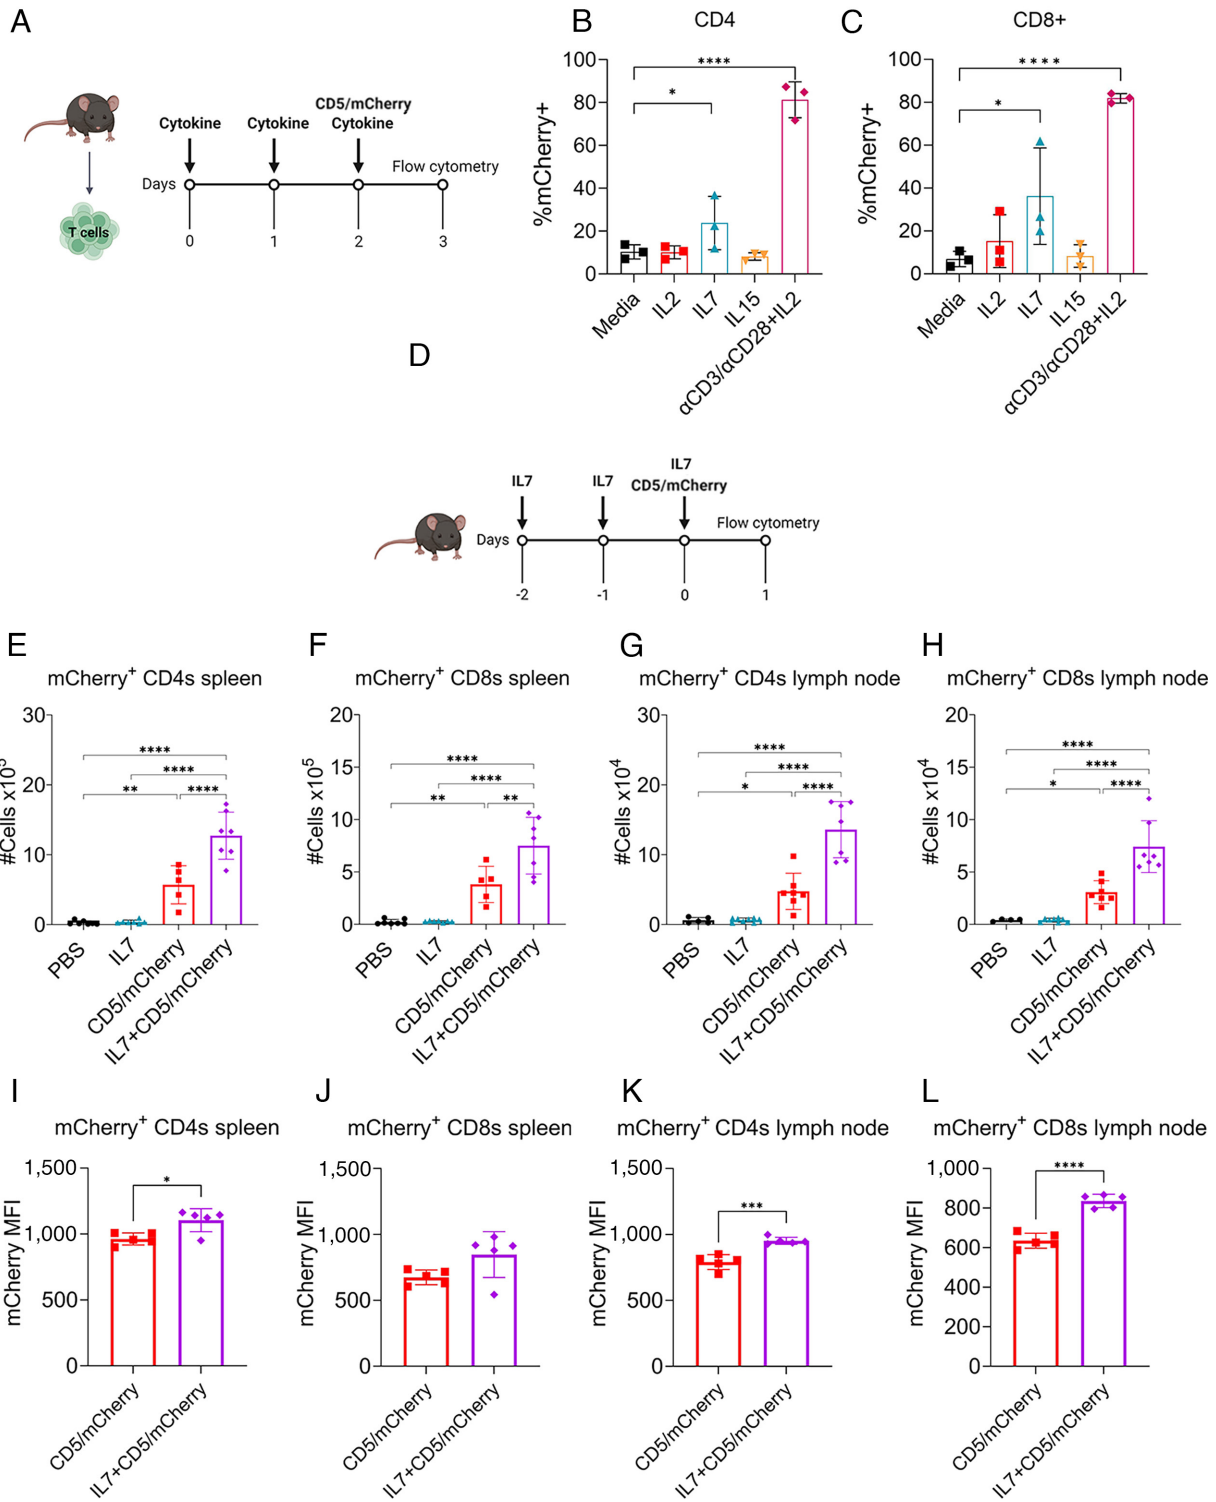 A
CD5/mCherry
Cytokine Cytokine Cytokine
Flow cytometry
T cells
Days
0 1 2 3
B
CD4
****
*
%mCherry+
100
80
60
40
20
0
Media
IL2
IL7
IL15
αCD3/αCD28+IL2
C
CD8+
****
*
%mCherry+
100
80
60
40
20
0
Media
IL2
IL7
IL15
αCD3/αCD28+IL2
D
IL7 IL7 IL7
CD5/mCherry
Flow cytometry
Days
-2 -1 0 1
E
mCherry+ CD4s spleen
30
20
10
0
#Cells x10⁵
****
****
** ****
PBS
IL7
CD5/mCherry
IL7+CD5/mCherry
F
mCherry+ CD8s spleen
20
15
10
5
0
#Cells x10⁵
****
****
** **
PBS
IL7
CD5/mCherry
IL7+CD5/mCherry
G
mCherry+ CD4s lymph node
30
20
10
0
#Cells x10⁴
****
****
* ****
PBS
IL7
CD5/mCherry
IL7+CD5/mCherry
H
mCherry+ CD8s lymph node
20
15
10
5
0
#Cells x10⁴
****
****
* ****
PBS
IL7
CD5/mCherry
IL7+CD5/mCherry
I
mCherry+ CD4s spleen
1,500
1,000
500
0
mCherry MFI
*
CD5/mCherry
IL7+CD5/mCherry
J
mCherry+ CD8s spleen
1,500
1,000
500
0
mCherry MFI
CD5/mCherry
IL7+CD5/mCherry
K
mCherry+ CD4s lymph node
1,500
1,000
500
0
mCherry MFI
***
CD5/mCherry
IL7+CD5/mCherry
L
mCherry+ CD8s lymph node
1,000
800
600
400
200
0
mCherry MFI
****
CD5/mCherry
IL7+CD5/mCherry